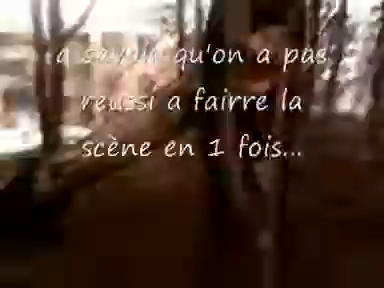 a savoir qu'on a pas
reussi a fairre la
scène en 1 fois...